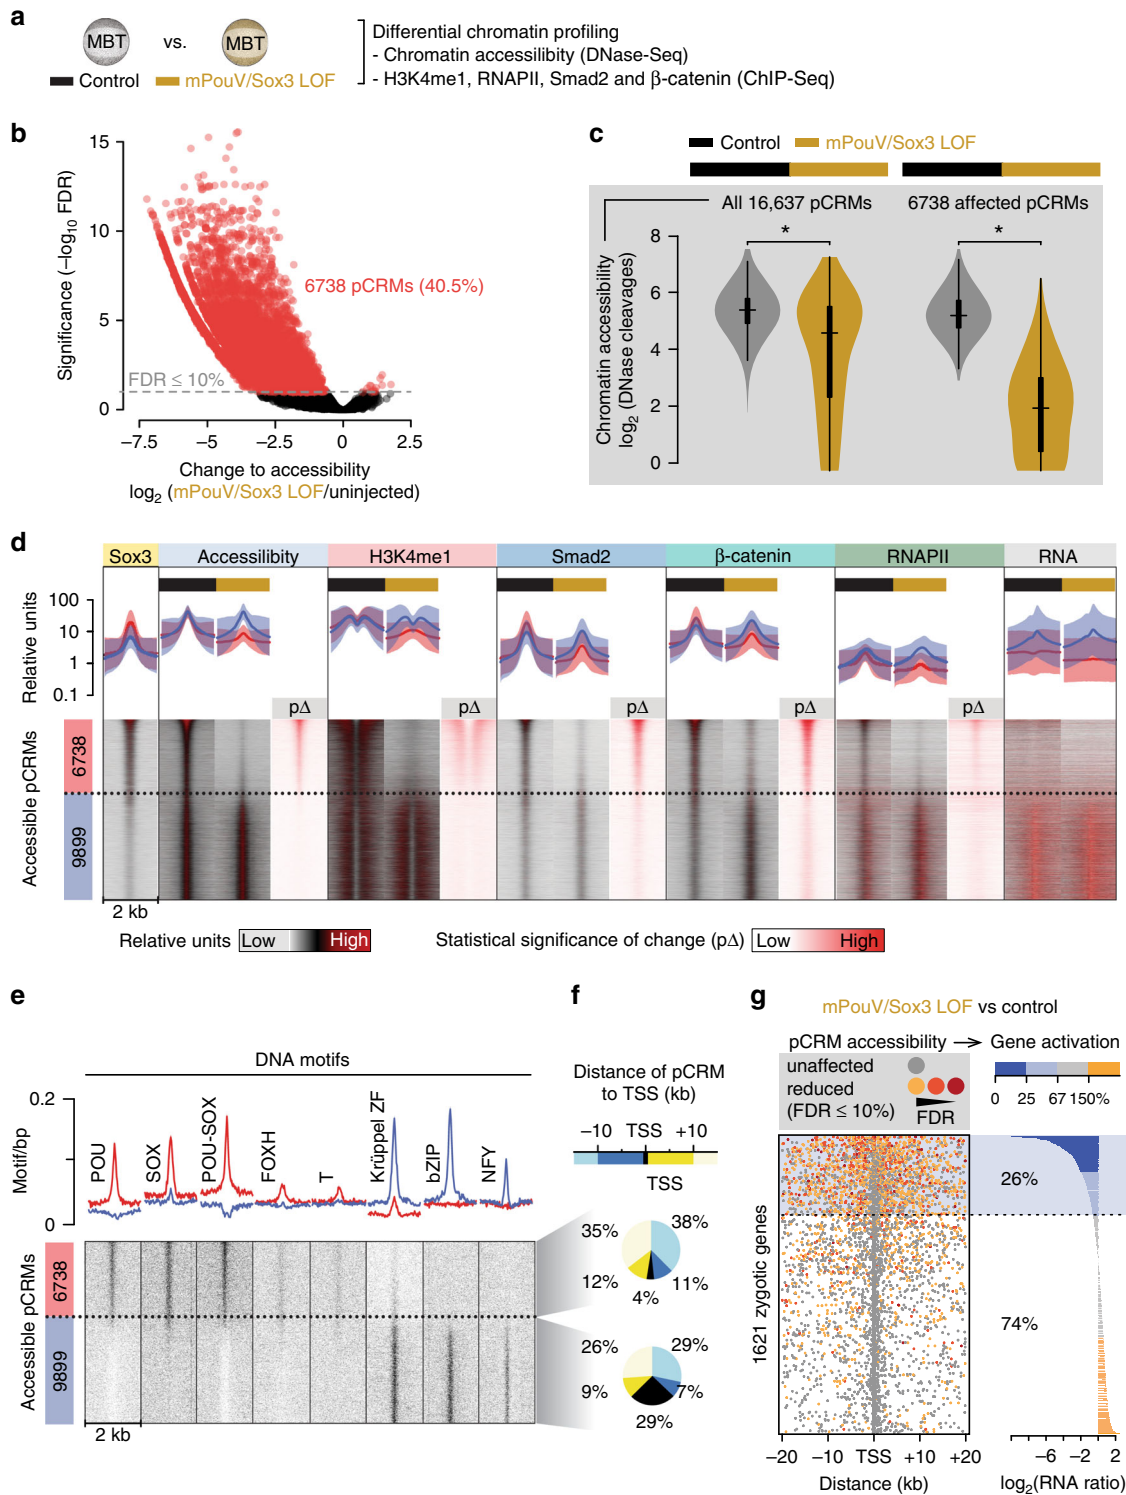 a
MBT vs. MBT
Control mPouV/Sox3 LOF
Differential chromatin profiling
- Chromatin accessilibity (DNase-Seq)
- H3K4me1, RNAPII, Smad2 and β-catenin (ChIP-Seq)
b
Significance (–log10 FDR)
15
10
5
0
6738 pCRMs (40.5%)
FDR ≤ 10%
–7.5 –5 –2.5 0 2.5
Change to accessibility
log2 (mPouV/Sox3 LOF/uninjected)
c
Control mPouV/Sox3 LOF
All 16,637 pCRMs 6738 affected pCRMs
Chromatin accessibility
log2 (DNase cleavages)
8
6
4
2
0
* *
d
Sox3 Accessilibity H3K4me1 Smad2 β-catenin RNAPII RNA
Relative units
100
10
1
0.1
pΔ pΔ pΔ pΔ pΔ
Accessible pCRMs
6738
9899
2 kb
Relative units Low High
Statistical significance of change (pΔ) Low High
e
DNA motifs
Motif/bp
0.2
0
POU SOX POU-SOX FOXH T Krüppel ZF bZIP NFY
Accessible pCRMs
6738
9899
2 kb
f
Distance of pCRM
to TSS (kb)
–10 TSS +10
TSS
35% 38%
12% 11%
4%
26% 29%
9% 7%
29%
g
mPouV/Sox3 LOF vs control
pCRM accessibility → Gene activation
unaffected
reduced
(FDR ≤ 10%)
FDR
0 25 67 150%
1621 zygotic genes
26%
74%
–20 –10 TSS +10 +20
Distance (kb)
–6 –2 2
log2(RNA ratio)